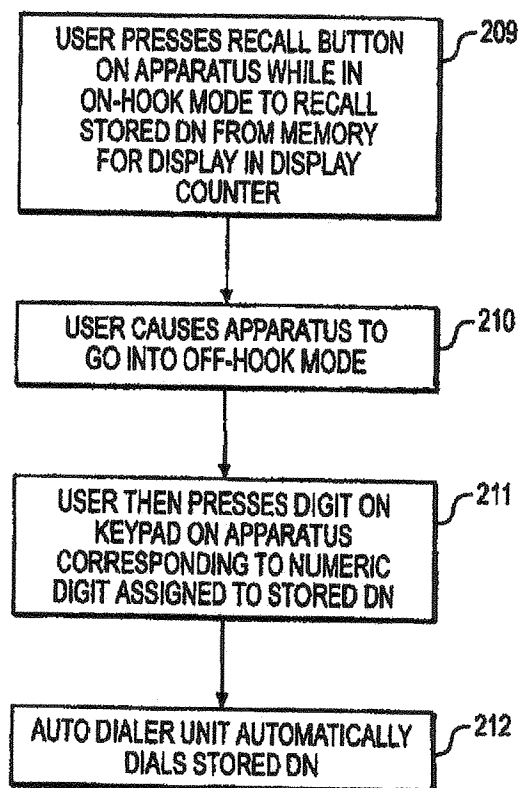 USER PRESSES RECALL BUTTON
ON APPARATUS WHILE IN
ON-HOOK MODE TO RECALL
STORED DN FROM MEMORY
FOR DISPLAY IN DISPLAY
COUNTER
209
USER CAUSES APPARATUS TO
GO INTO OFF-HOOK MODE
210
USER THEN PRESSES DIGIT ON
KEYPAD ON APPARATUS
CORRESPONDING TO NUMERIC
DIGIT ASSIGNED TO STORED DN
211
AUTO DIALER UNIT AUTOMATICALLY
DIALS STORED DN
212